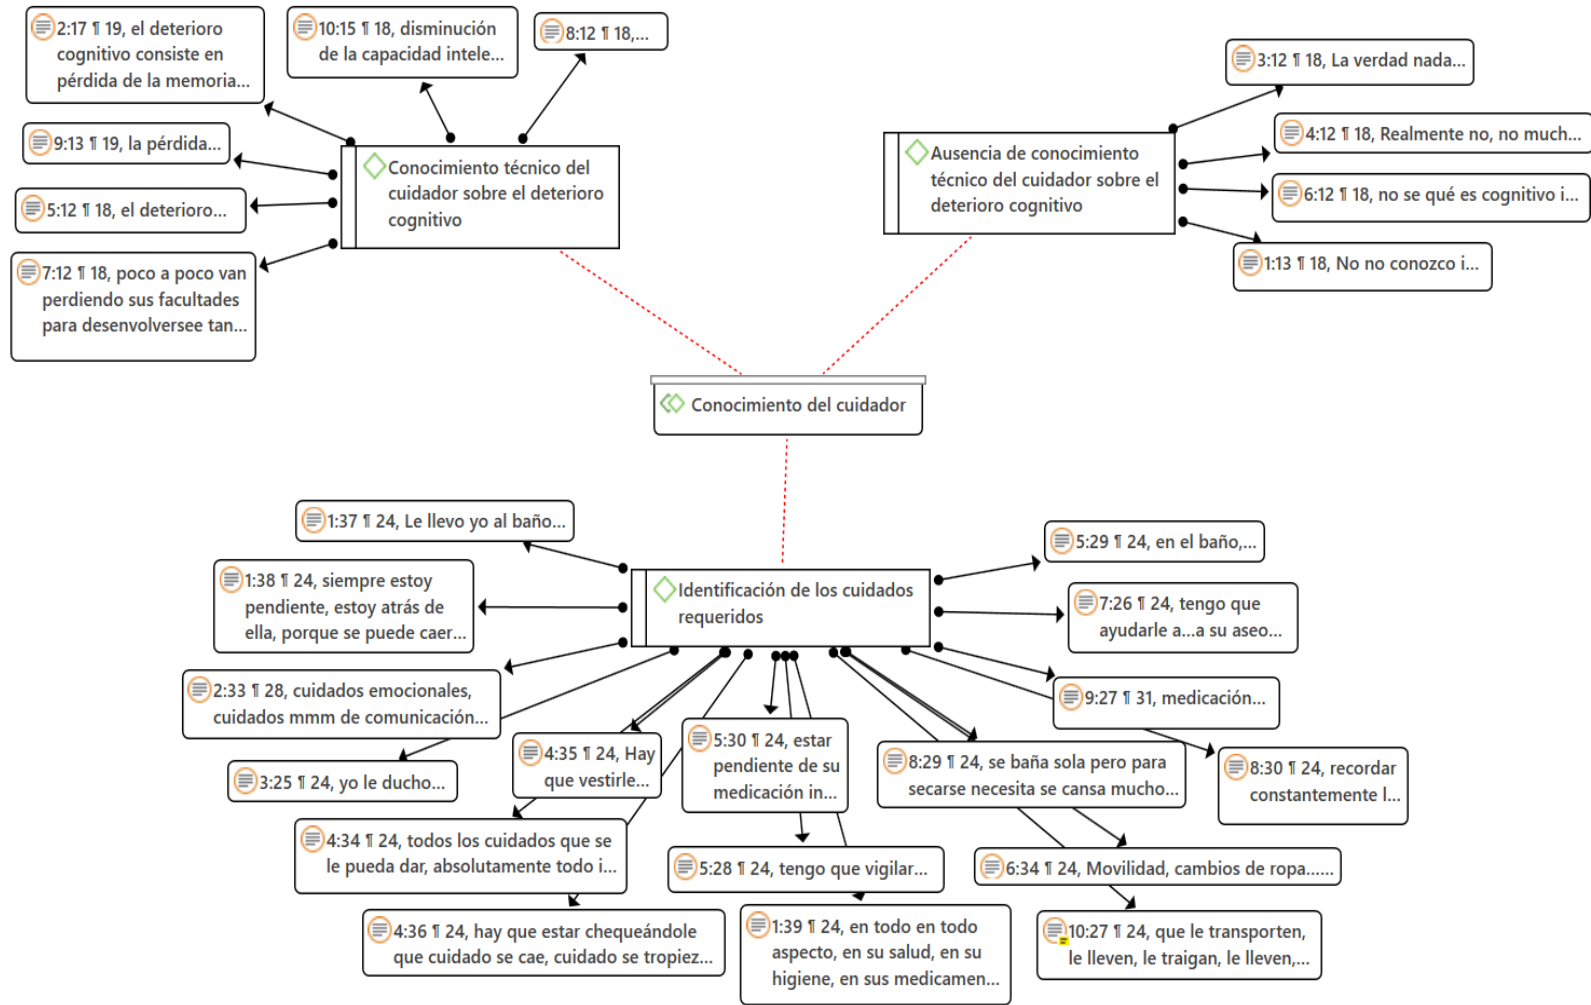 2:17 ¶ 19, el deterioro
cognitivo consiste en
pérdida de la memoria...
10:15 ¶ 18, disminución
de la capacidad intele...
8:12 ¶ 18,...
9:13 ¶ 19, la pérdida...
5:12 ¶ 18, el deterioro...
7:12 ¶ 18, poco a poco van
perdiendo sus facultades
para desenvolversee tan...
Conocimiento técnico del
cuidador sobre el deterioro
cognitivo
3:12 ¶ 18, La verdad nada...
4:12 ¶ 18, Realmente no, no much...
6:12 ¶ 18, no se qué es cognitivo i...
1:13 ¶ 18, No no conozco i...
Ausencia de conocimiento
técnico del cuidador sobre el
deterioro cognitivo
Conocimiento del cuidador
1:37 ¶ 24, Le llevo yo al baño...
1:38 ¶ 24, siempre estoy
pendiente, estoy atrás de
ella, porque se puede caer...
2:33 ¶ 28, cuidados emocionales,
cuidados mmm de comunicación...
3:25 ¶ 24, yo le ducho...
Identificación de los cuidados
requeridos
5:29 ¶ 24, en el baño,...
7:26 ¶ 24, tengo que
ayudarle a...a su aseo...
9:27 ¶ 31, medicación...
8:30 ¶ 24, recordar
constantemente l...
4:35 ¶ 24, Hay
que vestirle...
5:30 ¶ 24, estar
pendiente de su
medicación in...
8:29 ¶ 24, se baña sola pero para
secarse necesita se cansa mucho...
4:34 ¶ 24, todos los cuidados que se
le pueda dar, absolutamente todo i...
5:28 ¶ 24, tengo que vigilar...
6:34 ¶ 24, Movilidad, cambios de ropa......
4:36 ¶ 24, hay que estar chequeándole
que cuidado se cae, cuidado se tropiez...
1:39 ¶ 24, en todo en todo
aspecto, en su salud, en su
higiene, en sus medicamen...
10:27 ¶ 24, que le transporten,
le lleven, le traigan, le lleven,...